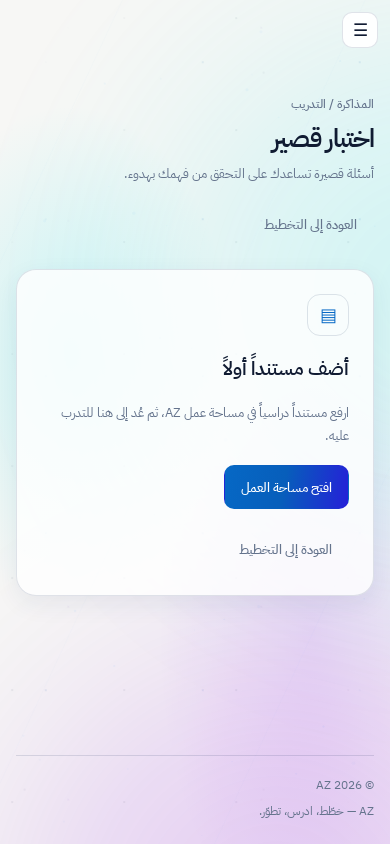 المذاكرة / التدريب
اختبار قصير
أسئلة قصيرة تساعدك على التحقق من فهمك بهدوء.
العودة إلى التخطيط
أضف مستنداً أولاً
ارفع مستنداً دراسياً في مساحة عمل AZ، ثم عُد إلى هنا للتدرب
عليه.
افتح مساحة العمل
العودة إلى التخطيط
© 2026 AZ
AZ — خطّط، ادرس، تطوّر.